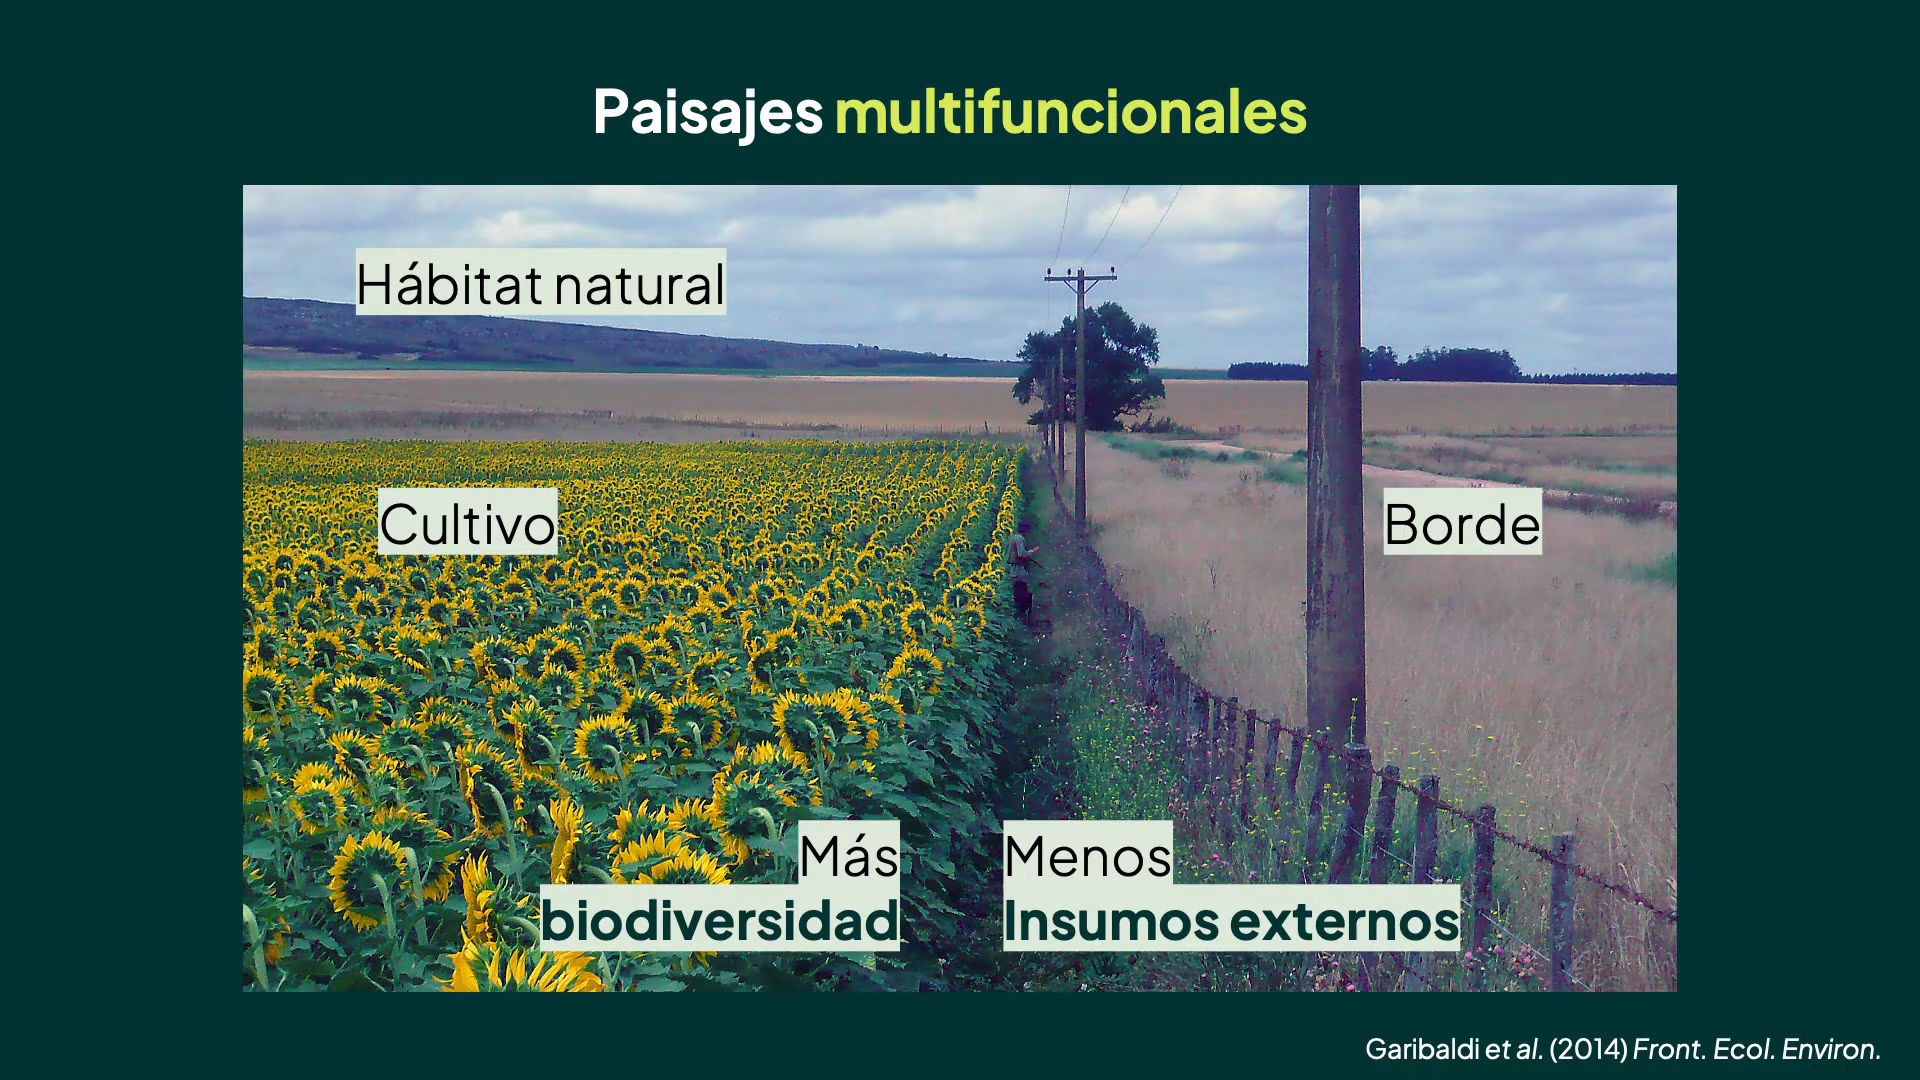 Paisajes multifuncionales
Hábitat natural
Cultivo
Borde
Más
biodiversidad
Menos
Insumos externos
Garibaldi et al. (2014) Front. Ecol. Environ.